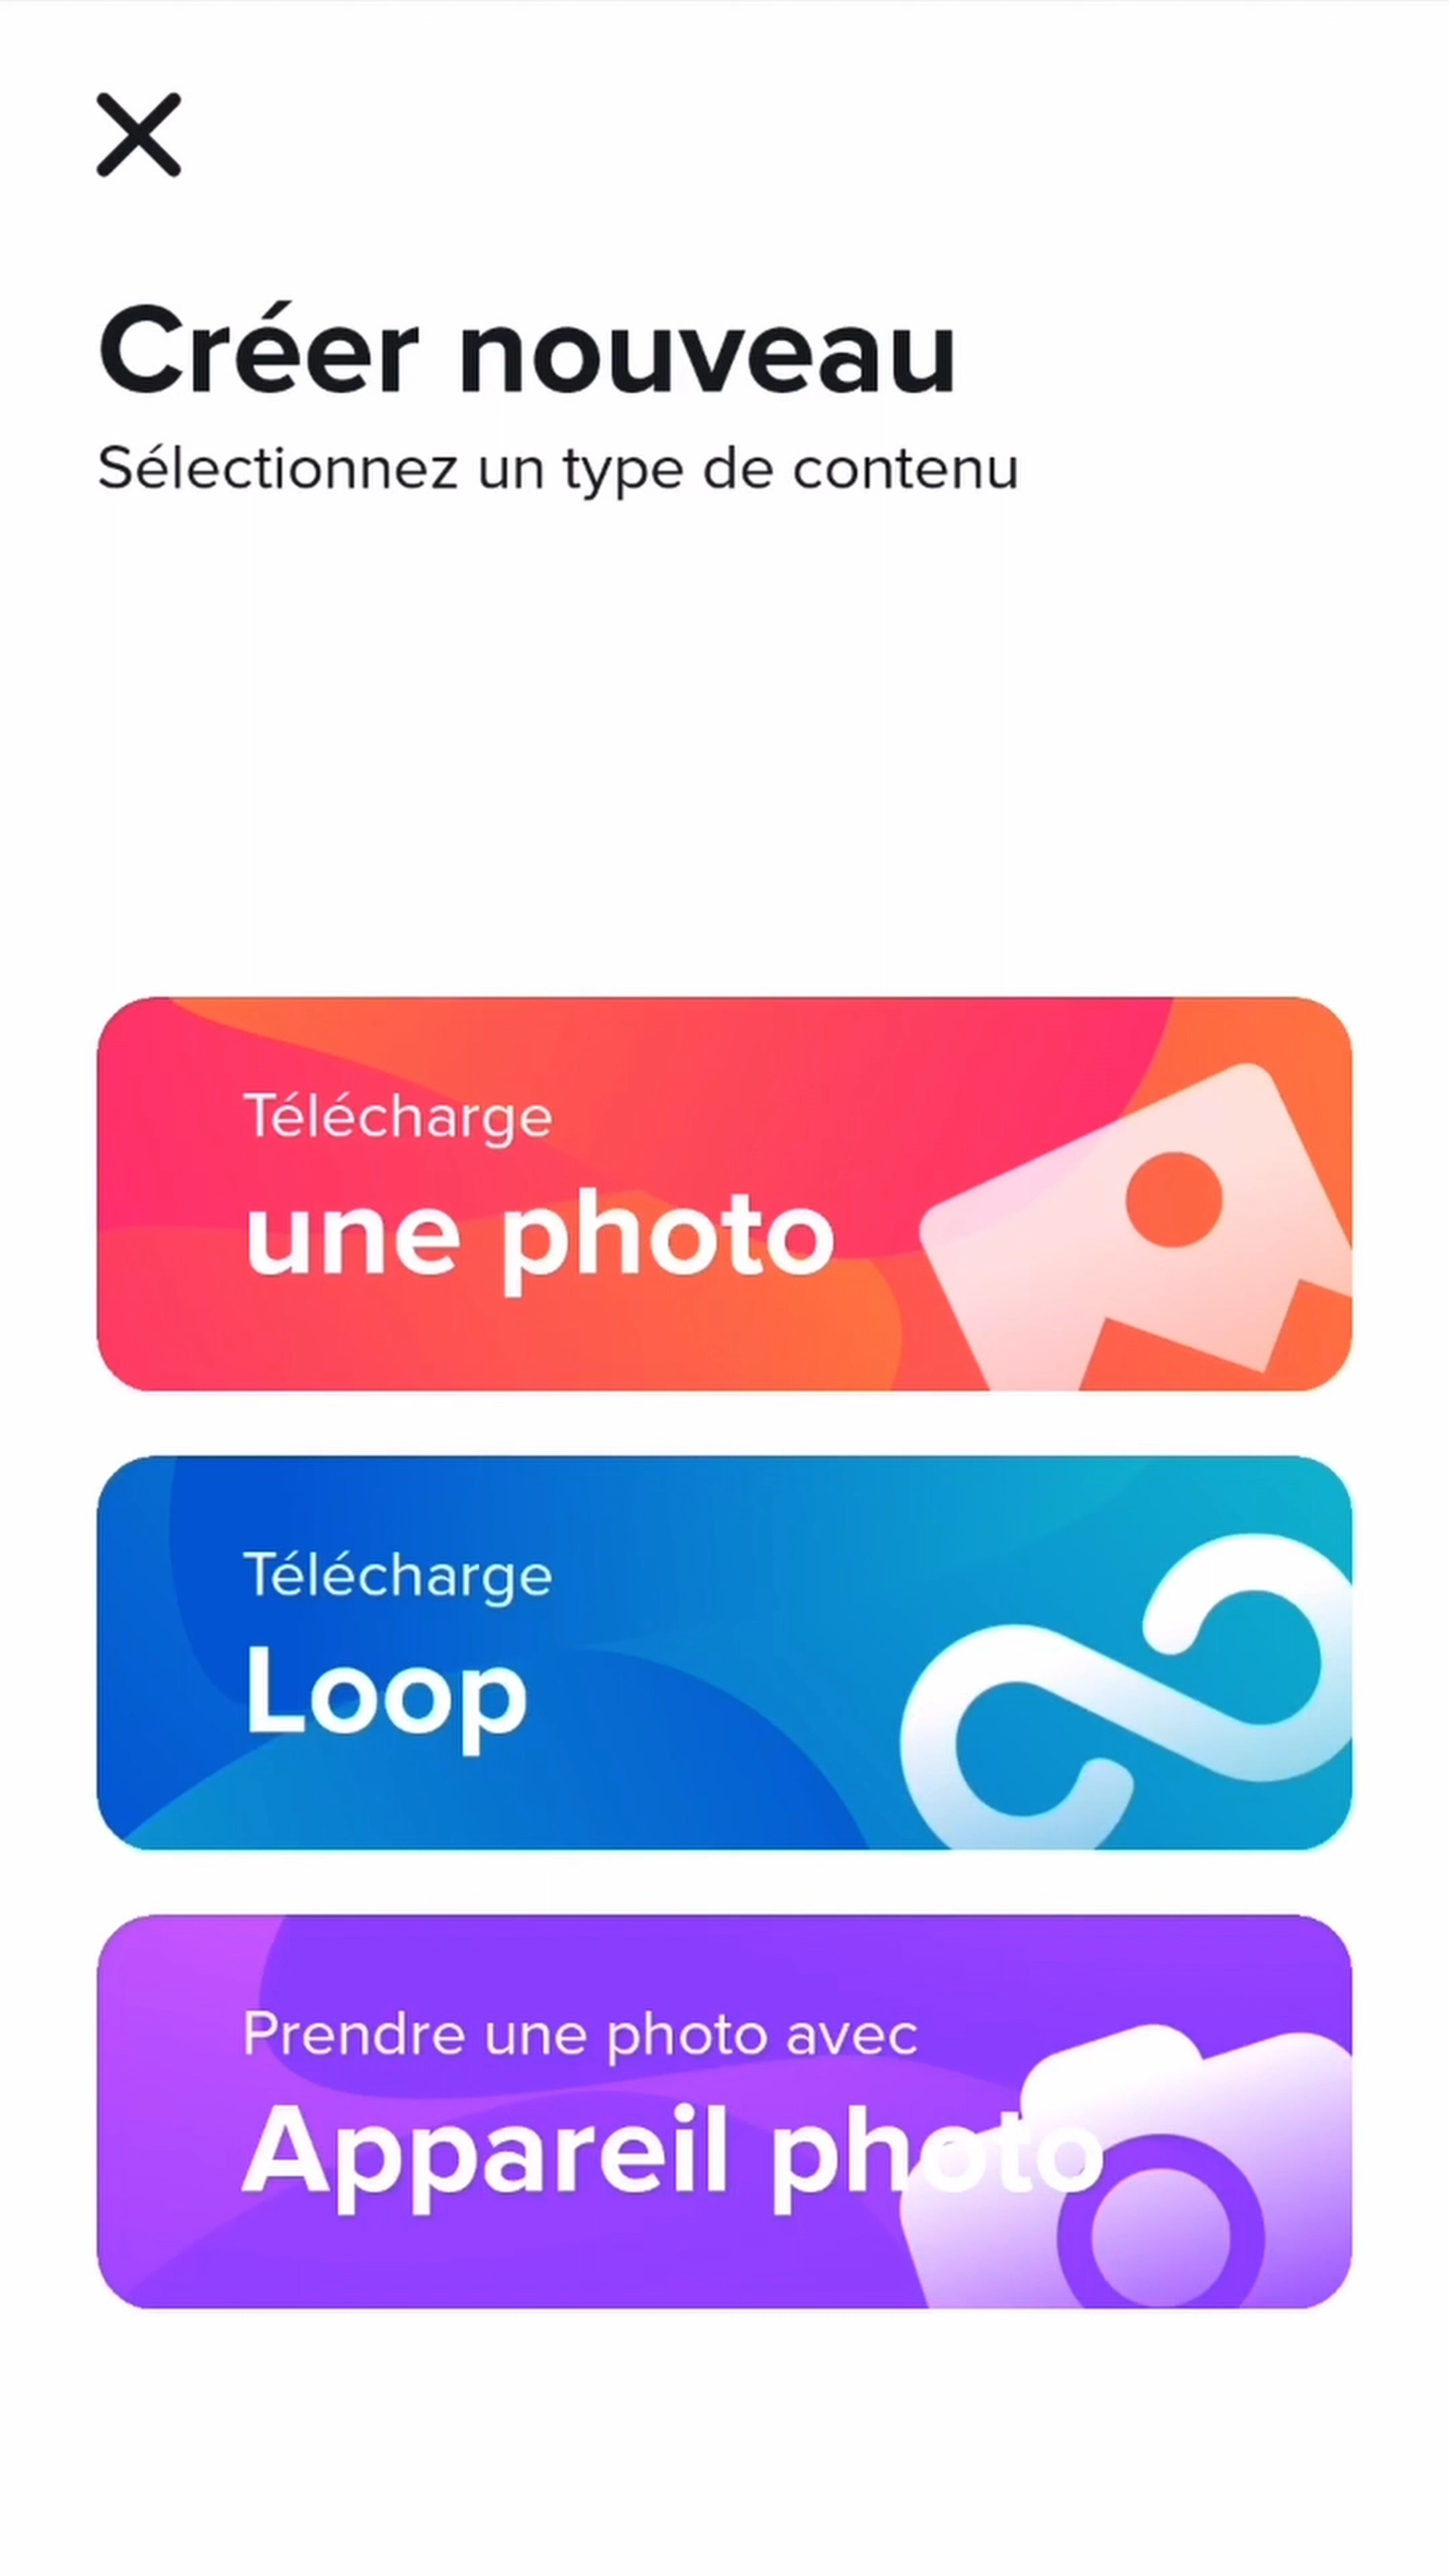 Créer nouveau
Sélectionnez un type de contenu
Télécharge
une photo
Télécharge
Loop
Prendre une photo avec
Appareil photo